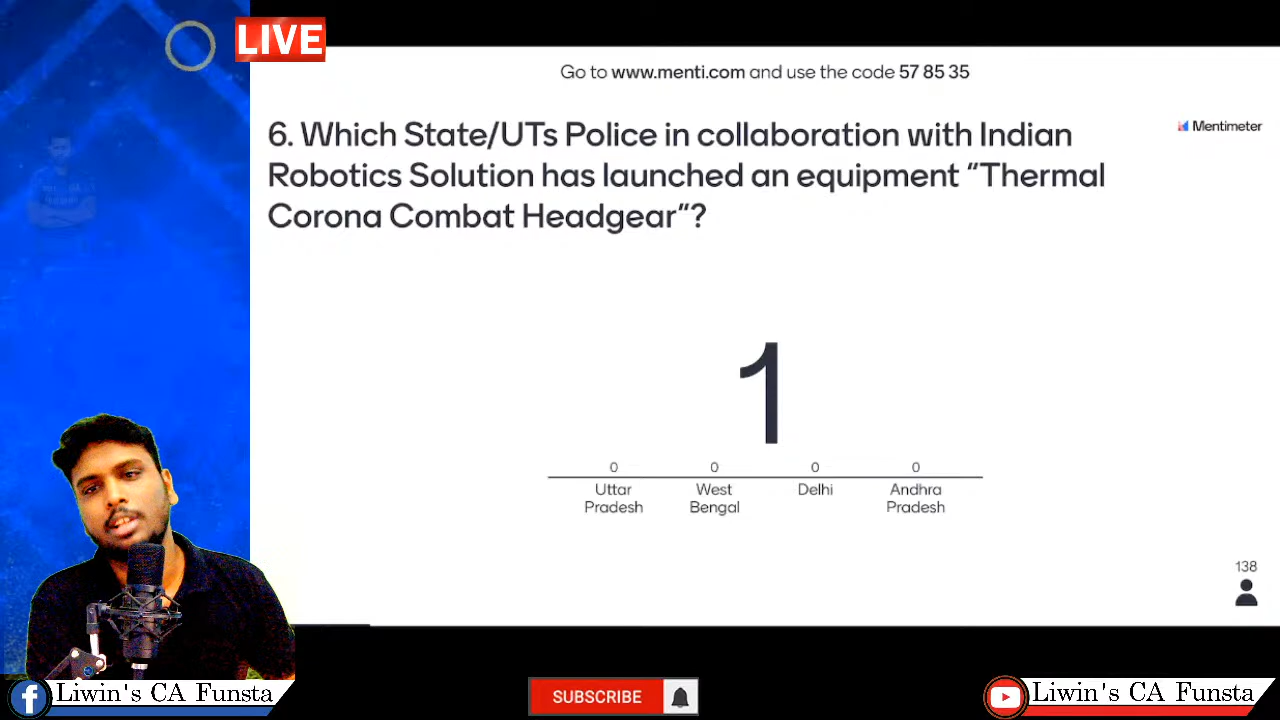 LIVE
Go to www.menti.com and use the code 57 85 35
Mentimeter
6. Which State/UTs Police in collaboration with Indian
Robotics Solution has launched an equipment “Thermal
Corona Combat Headgear”?
1
0 0 0 0
Uttar West Delhi Andhra
Pradesh Bengal Pradesh
138
Liwin's CA Funsta
SUBSCRIBE
Liwin's CA Funsta